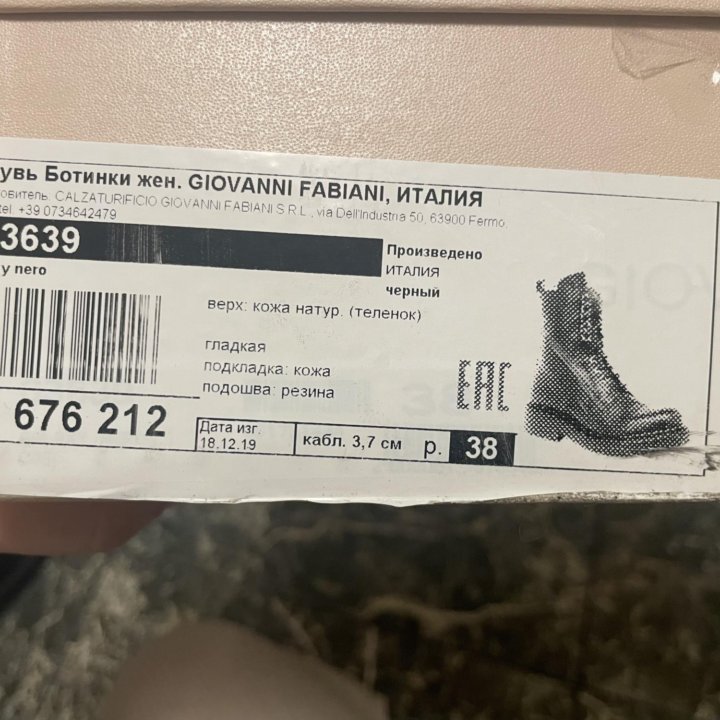 увь Ботинки жен. GIOVANNI FABIANI, ИТАЛИЯ
овитель: CALZATURIFICIO GIOVANNI FABIANI S R L , via Dell'Industria 50, 63900 Fermo,
tel. +39 0734642479
3639
y nero
Произведено
ИТАЛИЯ
черный
верх: кожа натур. (теленок)
гладкая
подкладка: кожа
подошва: резина
EAC
676 212
Дата изг.
18.12.19
кабл. 3,7 см
р. 38